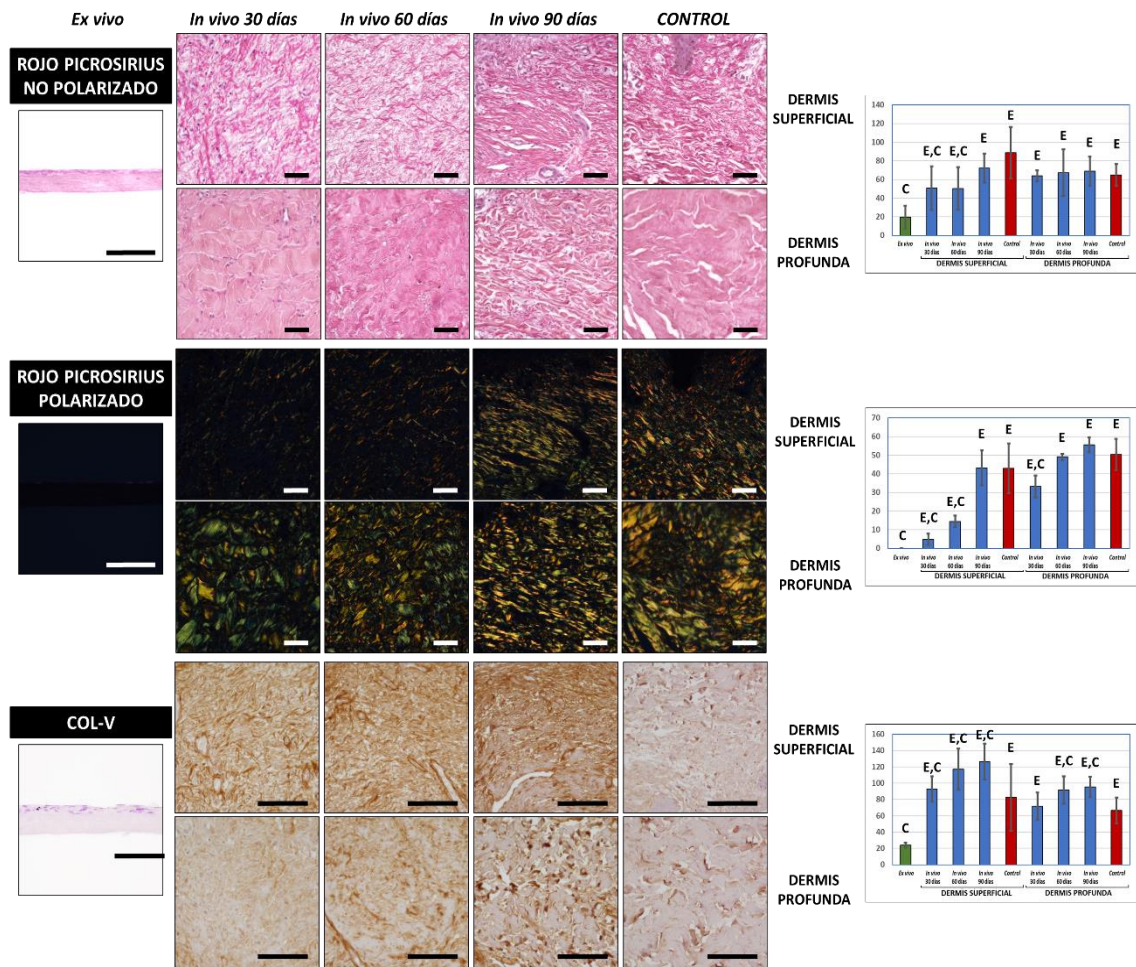 Ex vivo
In vivo 30 días
In vivo 60 días
In vivo 90 días
CONTROL
ROJO PICROSIRIUS
NO POLARIZADO
DERMIS
SUPERFICIAL
DERMIS
PROFUNDA
140
120
100
80
60
40
20
0
C
E,C
E,C
E
E
E
E
E
E
Ex vivo
In vivo
30 días
In vivo
60 días
In vivo
90 días
Control
In vivo
30 días
In vivo
60 días
In vivo
90 días
Control
DERMIS SUPERFICIAL
DERMIS PROFUNDA
ROJO PICROSIRIUS
POLARIZADO
DERMIS
SUPERFICIAL
DERMIS
PROFUNDA
70
60
50
40
30
20
10
0
C
E,C
E,C
E
E
E,C
E
E
E
Ex vivo
In vivo
30 días
In vivo
60 días
In vivo
90 días
Control
In vivo
30 días
In vivo
60 días
In vivo
90 días
Control
DERMIS SUPERFICIAL
DERMIS PROFUNDA
COL-V
DERMIS
SUPERFICIAL
DERMIS
PROFUNDA
160
140
120
100
80
60
40
20
0
C
E,C
E,C
E,C
E
E
E,C
E,C
E
Ex vivo
In vivo
30 días
In vivo
60 días
In vivo
90 días
Control
In vivo
30 días
In vivo
60 días
In vivo
90 días
Control
DERMIS SUPERFICIAL
DERMIS PROFUNDA